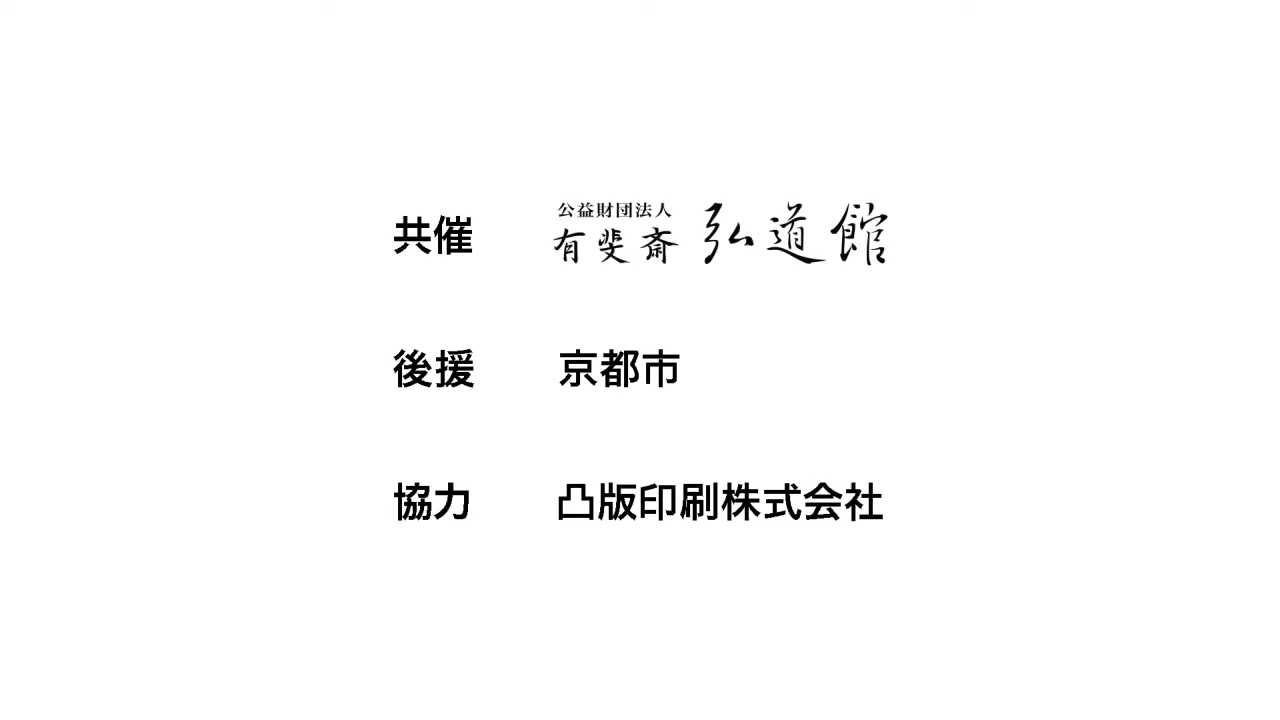 共催 公益財団法人
有斐斎 弘道館
後援 京都市
協力 凸版印刷株式会社